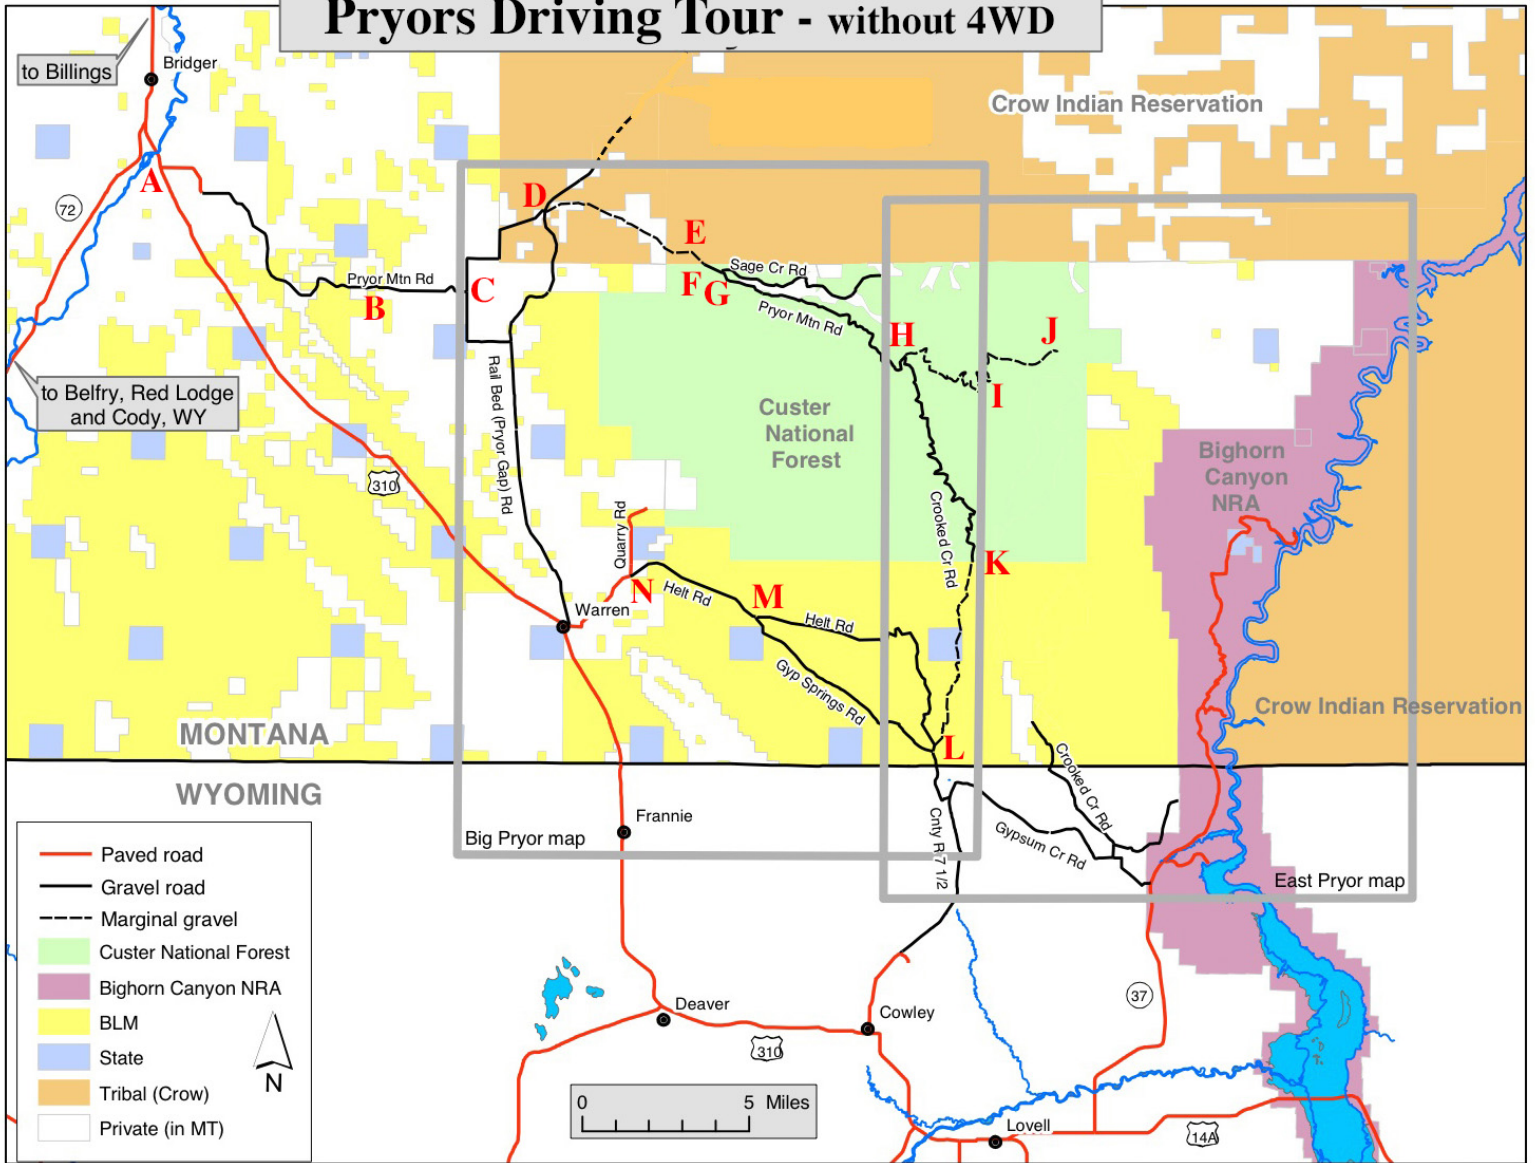 Pryors Driving Tour - without 4WD
to Billings
Bridger
Crow Indian Reservation
A
72
D
E
Sage Cr Rd
Pryor Mtn Rd
B
C
F
G
Pryor Mtn Rd
H
J
I
to Belfry, Red Lodge
and Cody, WY
Rail Bed (Pryor Gap) Rd
Custer
National
Forest
Bighorn
Canyon
NRA
310
Quarry Rd
Crooked Cr Rd
K
N
Helt Rd
M
Warren
Helt Rd
Gyp Springs Rd
Crow Indian Reservation
MONTANA
L
WYOMING
Crooked Cr Rd
Frannie
Big Pryor map
Cnty R 7 1/2
Gypsum Cr Rd
East Pryor map
Paved road
Gravel road
Marginal gravel
Custer National Forest
Bighorn Canyon NRA
BLM
State
Tribal (Crow)
Private (in MT)
N
37
Deaver
Cowley
310
0 5 Miles
Lovell
14A